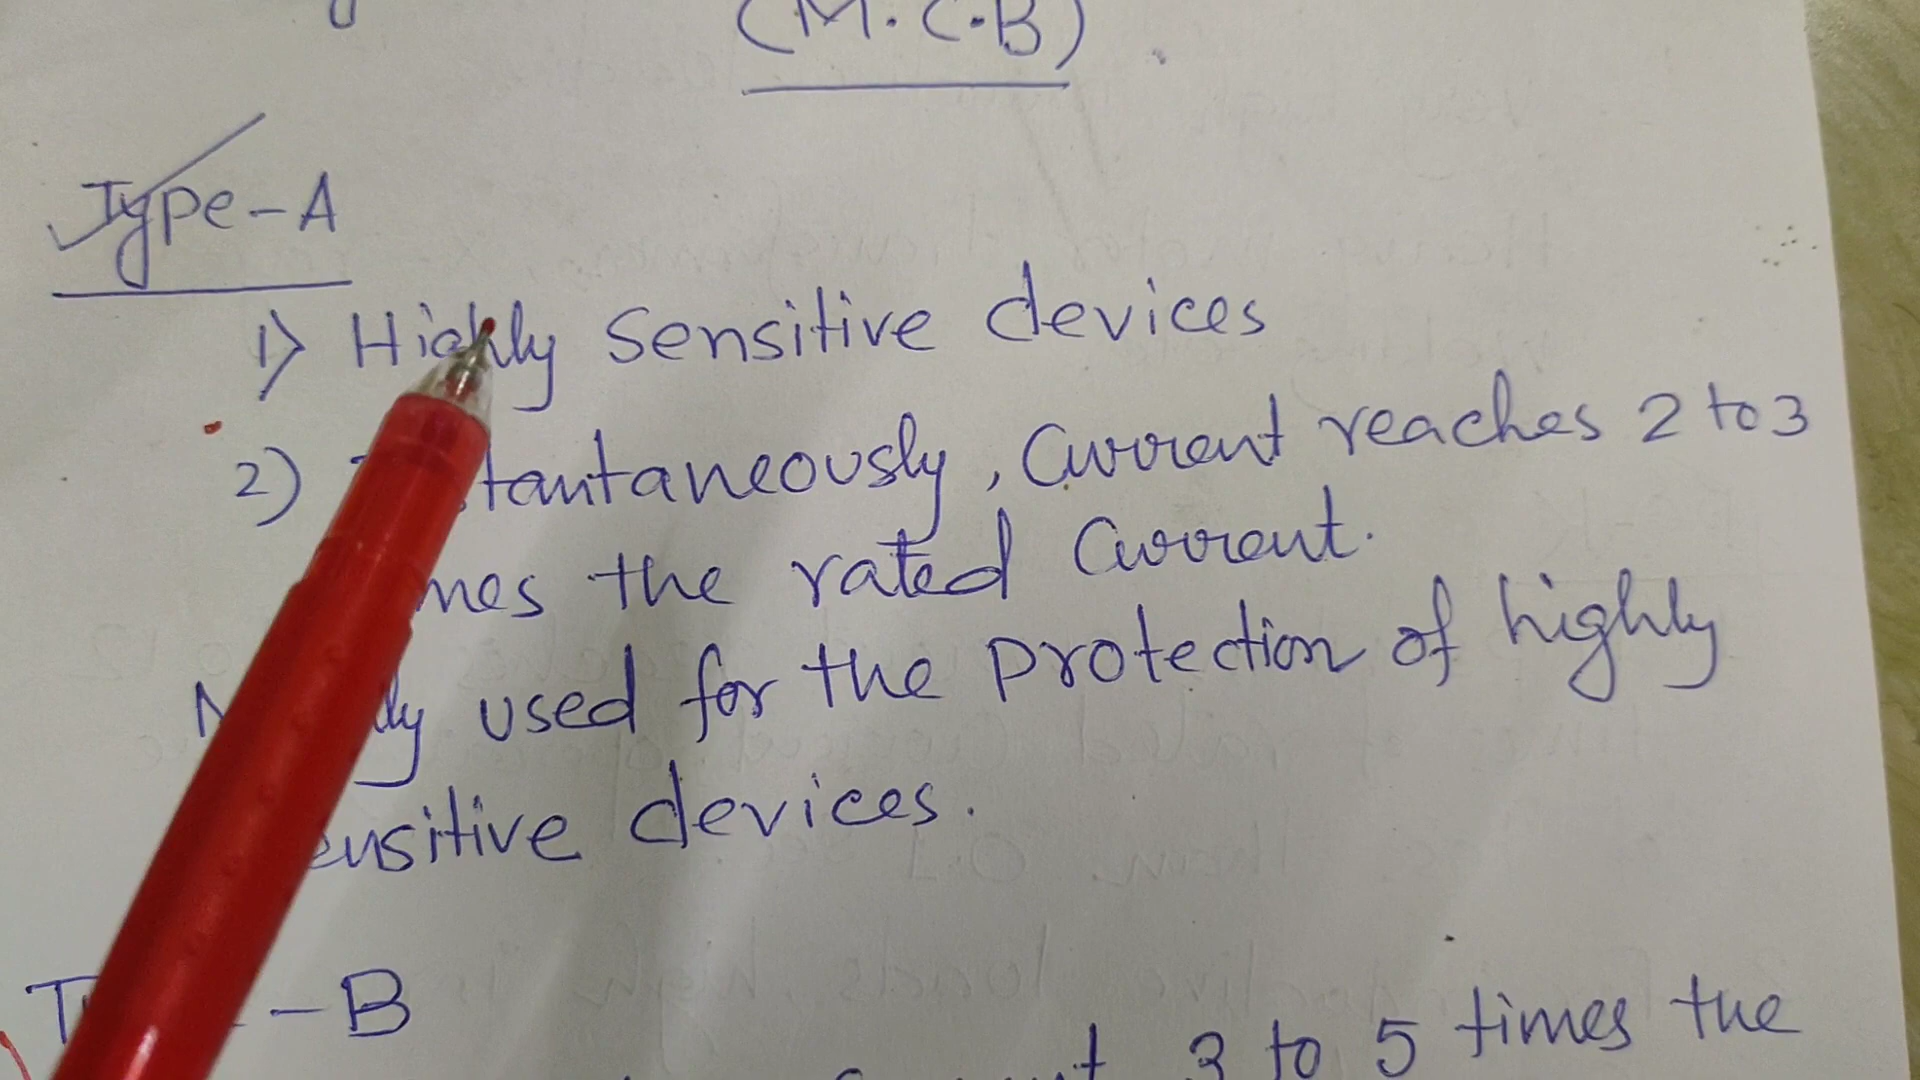 (M.C.B)
Type-A
1) Highly Sensitive devices
2) tantaneously, Current reaches 2 to 3
mes the rated Current.
used for the protection of highly
ensitive devices.
-B
3 to 5 times the